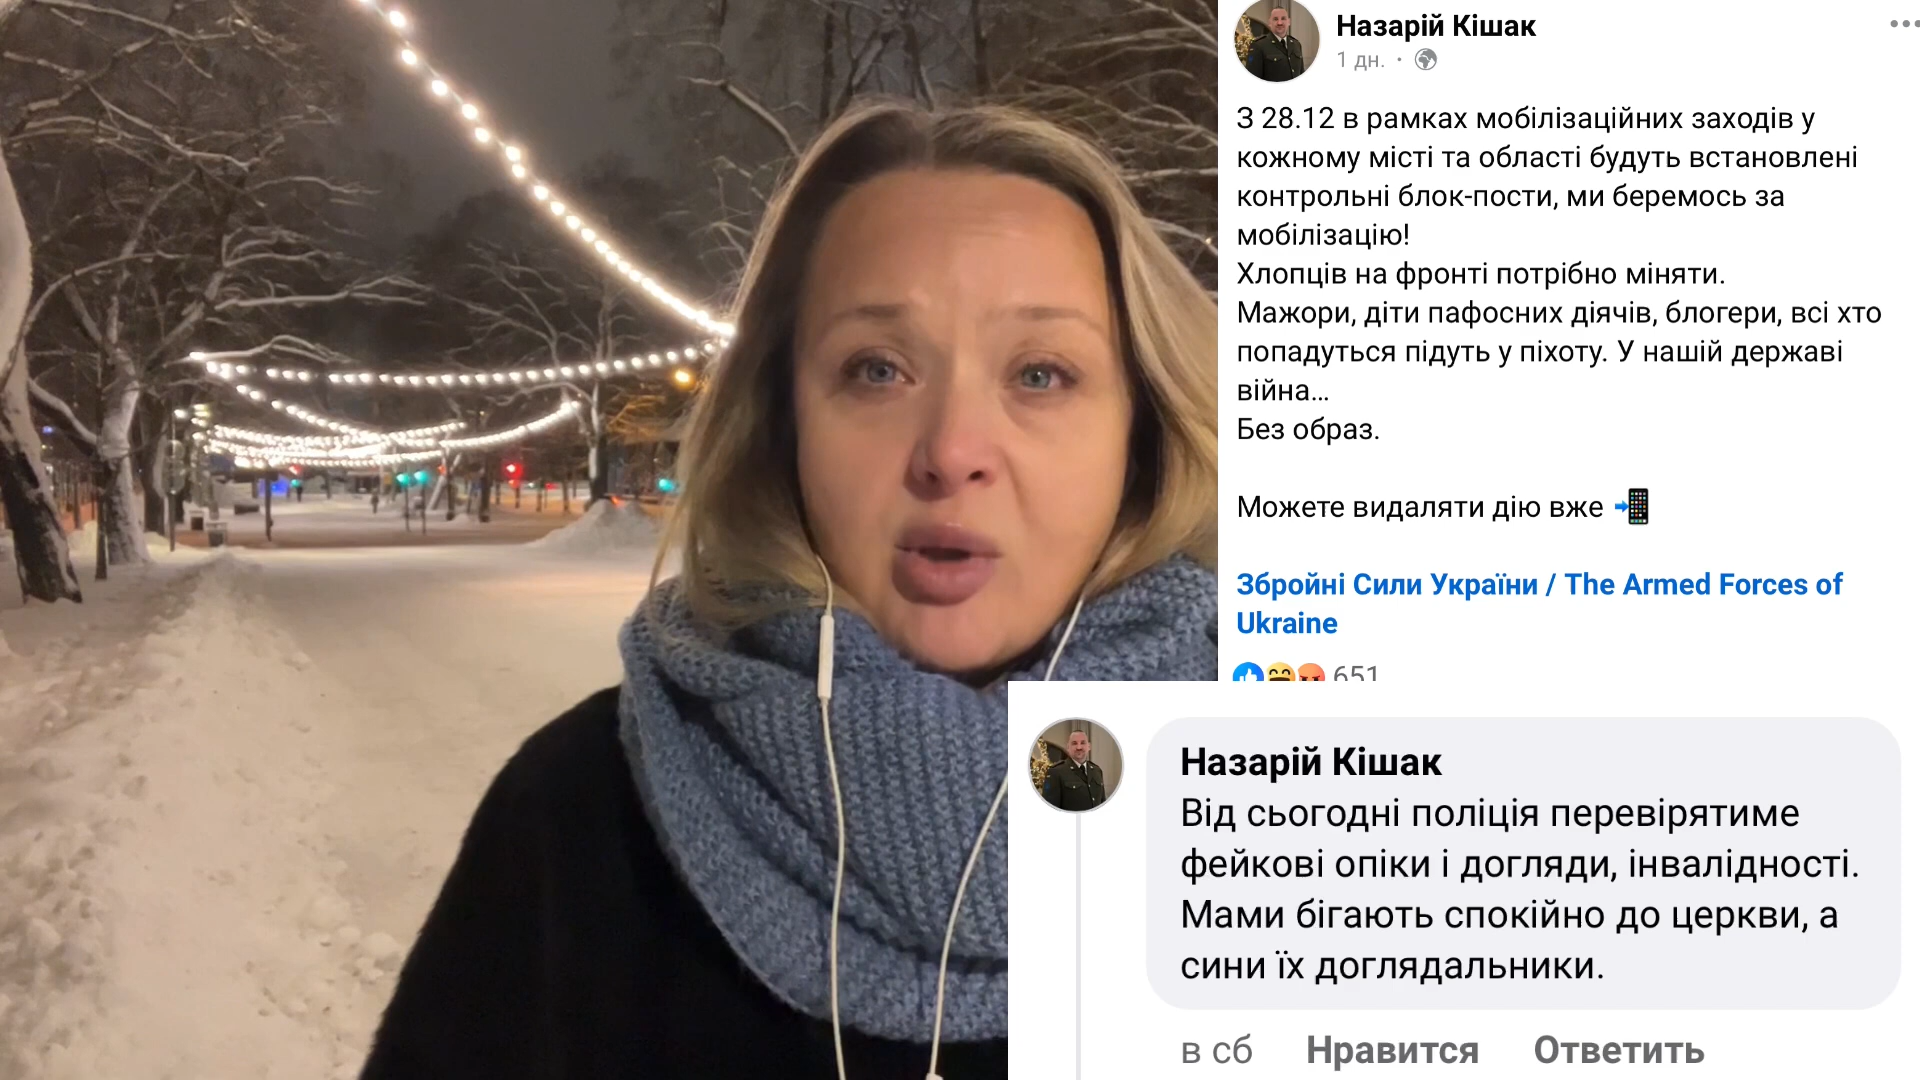 Назарій Кішак
1 дн. ·
З 28.12 в рамках мобілізаційних заходів у
кожному місті та області будуть встановлені
контрольні блок-пости, ми беремось за
мобілізацію!
Хлопців на фронті потрібно міняти.
Мажори, діти пафосних діячів, блогери, всі хто
попадуться підуть у піхоту. У нашій державі
війна...
Без образ.
Можете видаляти дію вже 📲
Збройні Сили України / The Armed Forces of
Ukraine
651
Назарій Кішак
Від сьогодні поліція перевірятиме
фейкові опіки і догляди, інвалідності.
Мами бігають спокійно до церкви, а
сини їх доглядальники.
в сб Нравится Ответить